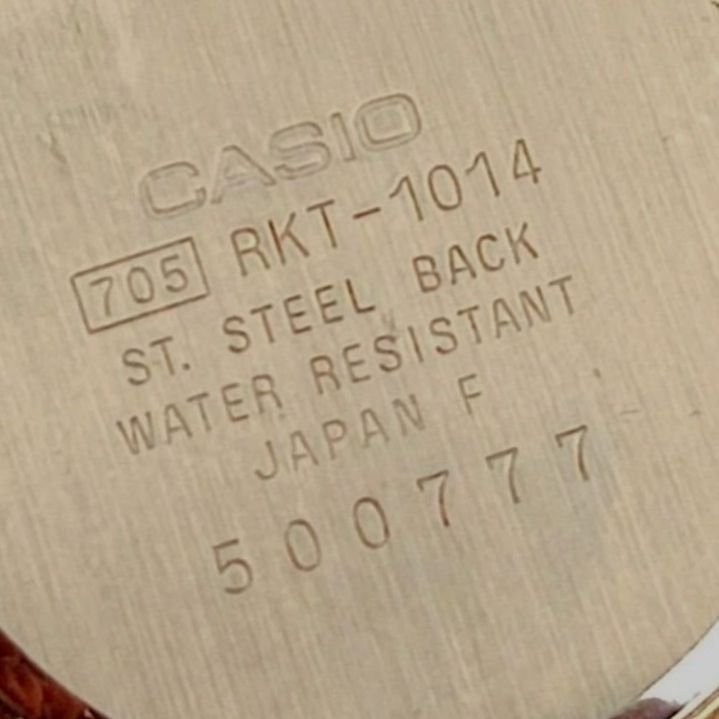 CASIO
705 RKT-1014
ST. STEEL BACK
WATER RESISTANT
JAPAN F
500777